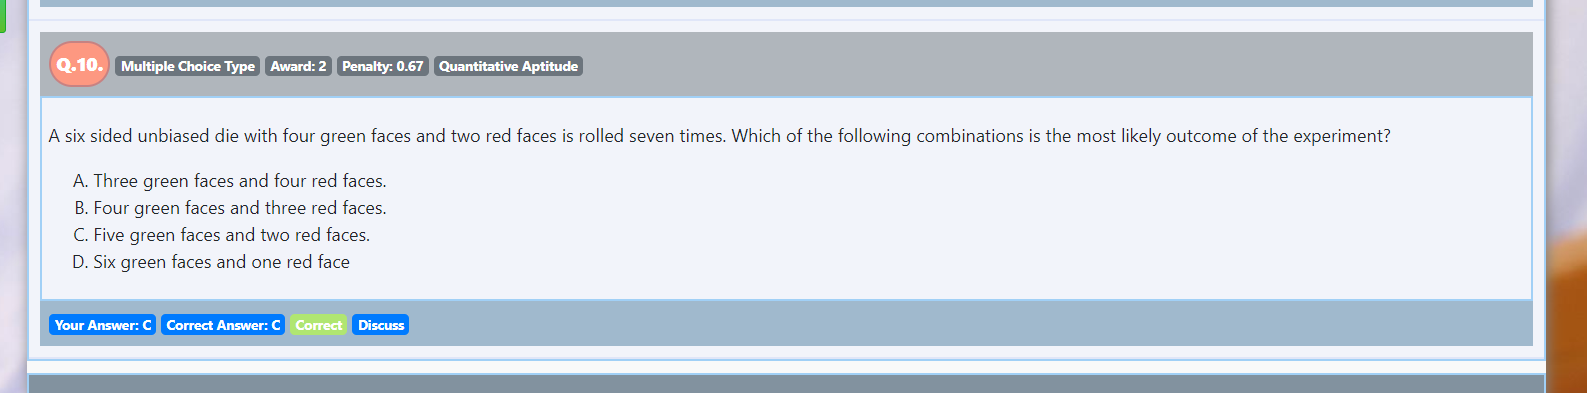 Q.10. Multiple Choice Type Award: 2 Penalty: 0.67 Quantitative Aptitude
A six sided unbiased die with four green faces and two red faces is rolled seven times. Which of the following combinations is the most likely outcome of the experiment?
A. Three green faces and four red faces.
B. Four green faces and three red faces.
C. Five green faces and two red faces.
D. Six green faces and one red face
Your Answer: C Correct Answer: C Correct Discuss